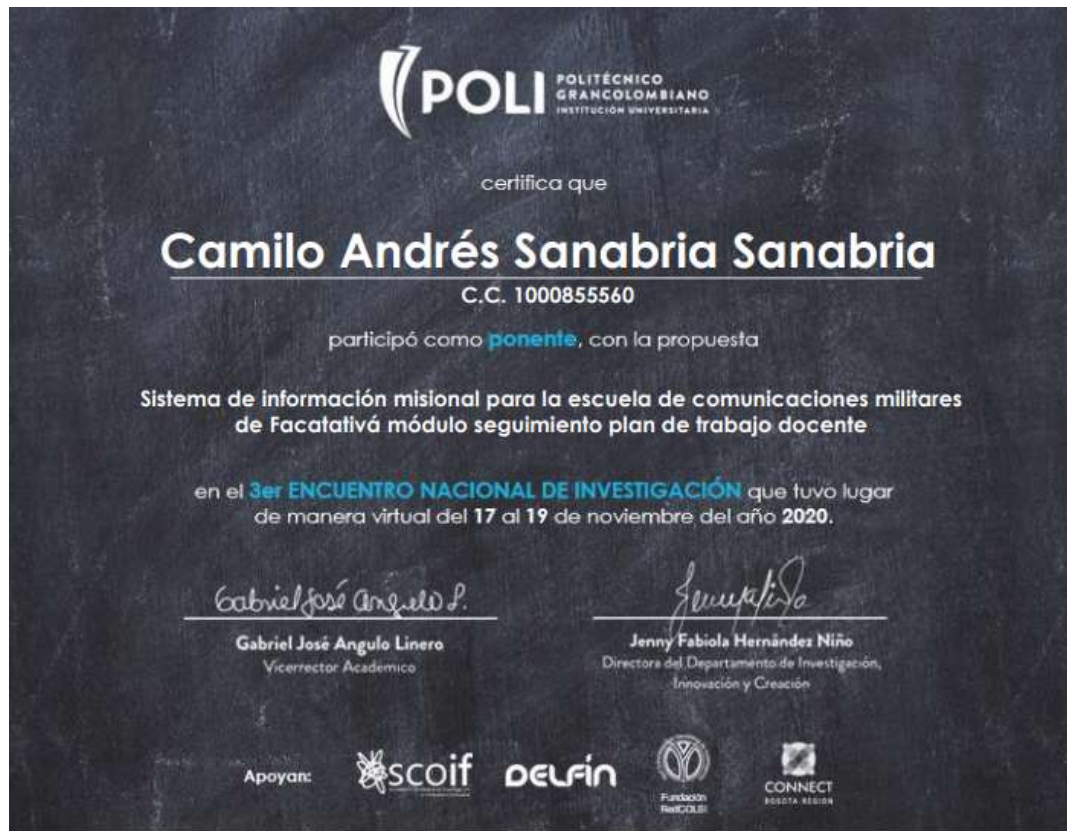 POLI
POLITÉCNICO
GRANCOLOMBIANO
INSTITUCIÓN UNIVERSITARIA
certifica que
Camilo Andrés Sanabria Sanabria
C.C. 1000855560
participó como ponente, con la propuesta
Sistema de información misional para la escuela de comunicaciones militares
de Facatativá módulo seguimiento plan de trabajo docente
en el 3er ENCUENTRO NACIONAL DE INVESTIGACIÓN que tuvo lugar
de manera virtual del 17 al 19 de noviembre del año 2020.
Gabriel José Angulo L.
Gabriel José Angulo Linero
Vicerrector Academico
Jenny Fabiola Hernández Niño
Directora del Departamento de Investigación,
Innovación y Creación
Apoyan:
scoif
DELFÍN
Fundación
RedCOLSI
CONNECT
BOGOTÁ REGIÓN